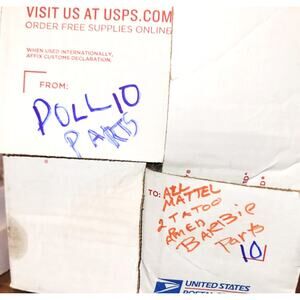 VISIT US AT USPS.COM
ORDER FREE SUPPLIES ONLINE
WHEN USED INTERNATIONALLY,
AFFIX CUSTOMS DECLARATION.
FROM:
POLLIO
PARTS
TO: ALL
MATTEL
2 TATOO
AMED
BARBie
Parts
10
UNITED STATES